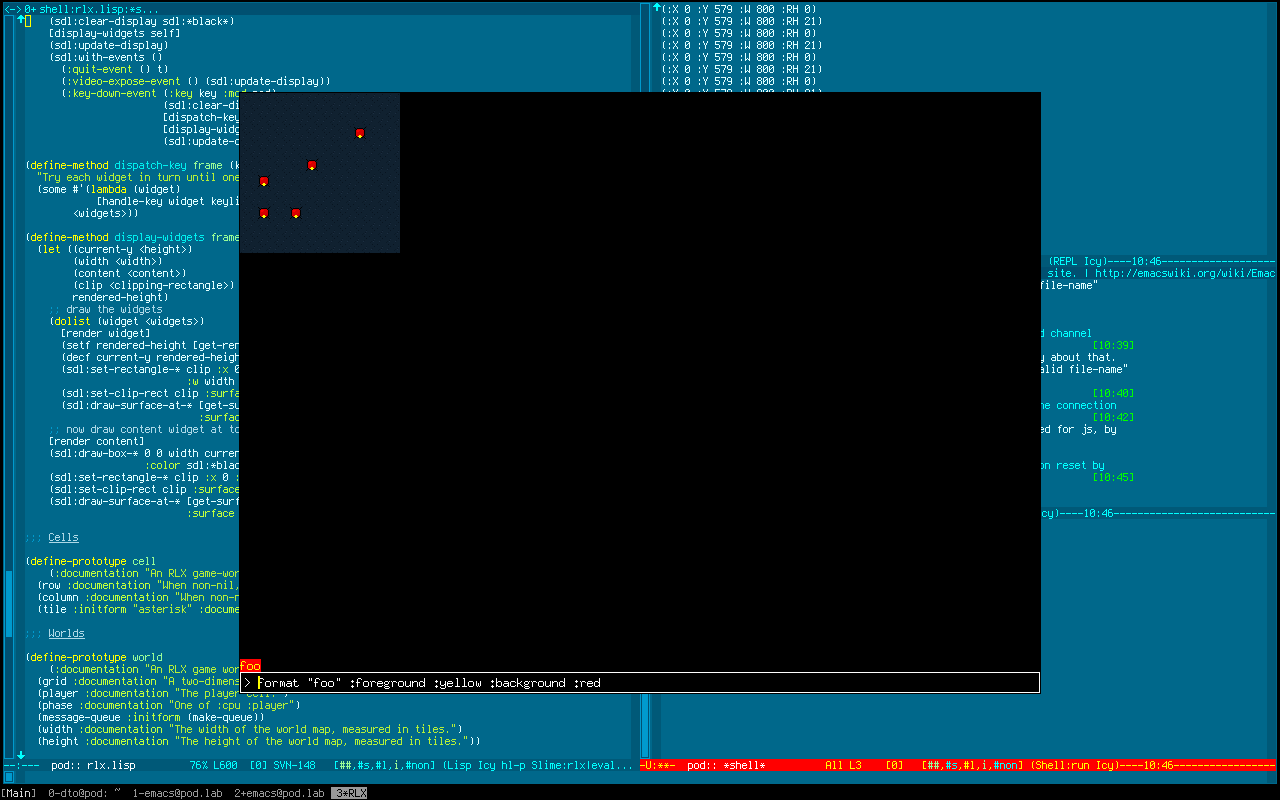 <-> 0+ shell:rlx.lisp:*s...
(sdl:clear-display sdl:*black*)
[display-widgets self]
(sdl:update-display)
(sdl:with-events ()
(:quit-event () t)
(:video-expose-event () (sdl:update-display))
(:key-down-event (:key key :mod mod)
(sdl:clear-di
[dispatch-key
[display-widg
(sdl:update-d
(define-method dispatch-key frame (k
"Try each widget in turn until one
(some #'(lambda (widget)
[handle-key widget keyli
<widgets>))
(define-method display-widgets frame
(let ((current-y <height>)
(width <width>)
(content <content>)
(clip <clipping-rectangle>)
rendered-height)
;; draw the widgets
(dolist (widget <widgets>)
[render widget]
(setf rendered-height [get-ren
(decf current-y rendered-heigh
(sdl:set-rectangle-* clip :x 0
:w width
(sdl:set-clip-rect clip :surfa
(sdl:draw-surface-at-* [get-su
:surfac
;; now draw content widget at to
[render content]
(sdl:draw-box-* 0 0 width curren
:color sdl:*blac
(sdl:set-rectangle-* clip :x 0 :
(sdl:set-clip-rect clip :surface
(sdl:draw-surface-at-* [get-surf
:surface
;;; Cells
(define-prototype cell
(:documentation "An RLX game-wor
(row :documentation "When non-nil,
(column :documentation "When non-n
(tile :initform "asterisk" :docume
;;; Worlds
(define-prototype world
(:documentation "An RLX game wor
(grid :documentation "A two-dimens
(player :documentation "The player cell.")
(phase :documentation "One of :cpu :player")
(message-queue :initform (make-queue))
(width :documentation "The width of the world map, measured in tiles.")
(height :documentation "The height of the world map, measured in tiles."))
--:--- pod:: rlx.lisp 76% L600 [0] SVN-148 [##,#s,#l,i,#non] (Lisp Icy hl-p Slime:rlx|eval...
(:X 0 :Y 579 :W 800 :RH 0)
(:X 0 :Y 579 :W 800 :RH 21)
(:X 0 :Y 579 :W 800 :RH 0)
(:X 0 :Y 579 :W 800 :RH 21)
(:X 0 :Y 579 :W 800 :RH 0)
(:X 0 :Y 579 :W 800 :RH 21)
(:X 0 :Y 579 :W 800 :RH 0)
(:X 0 :Y 579 :W 800 :RH 21)
(REPL Icy)----10:46-------------------
site. | http://emacswiki.org/wiki/Emac
file-name"
d channel
[10:39]
y about that.
alid file-name"
[10:40]
he connection
[10:42]
ed for js, by
on reset by
[10:45]
cy)----10:46---------------------------
foo
> format "foo" :foreground :yellow :background :red
-U:**- pod:: *shell* All L3 [0] [##,#s,#l,i,#non] (Shell:run Icy)----10:46-----------------
[Main] 0-dto@pod: ~ 1-emacs@pod.lab 2+emacs@pod.lab 3*RLX